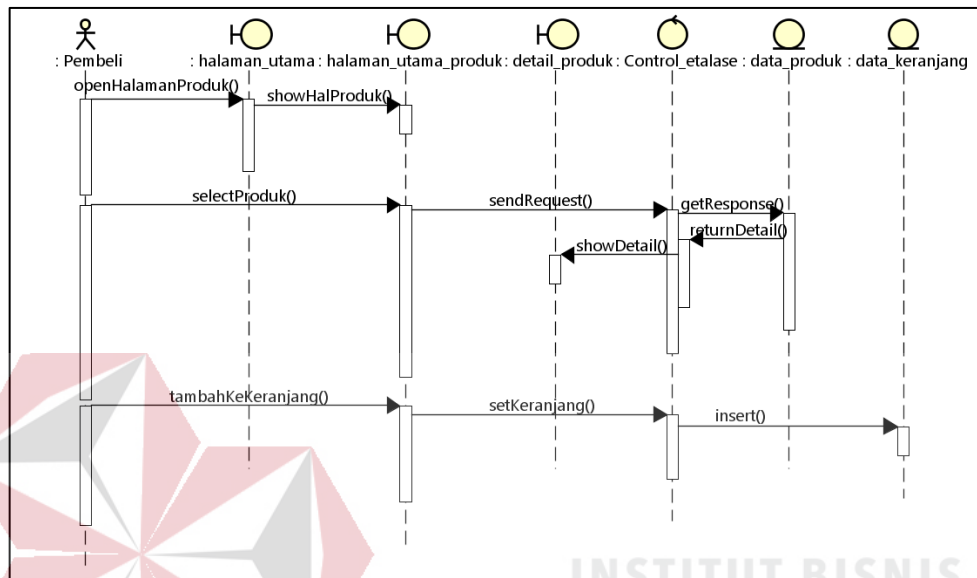 : Pembeli : halaman_utama : halaman_utama_produk : detail_produk : Control_etalase : data_produk : data_keranjang
openHalamanProduk()
showHalProduk()
selectProduk()
sendRequest()
getResponse()
returnDetail()
showDetail()
tambahKeKeranjang()
setKeranjang()
insert()
INSTITUT BISNIS